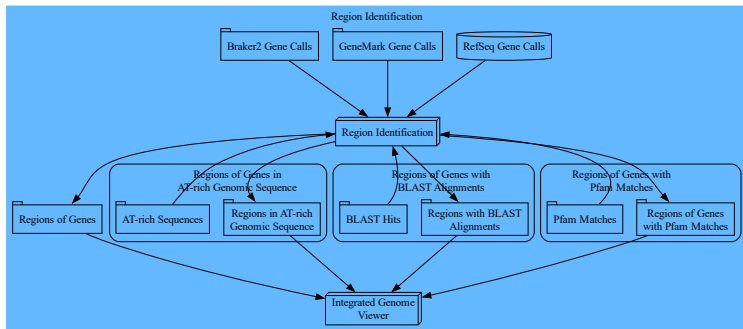 Region Identification
Braker2 Gene Calls
GeneMark Gene Calls
RefSeq Gene Calls
Region Identification
Regions of Genes in
AT-rich Genomic Sequence
Regions of Genes with
BLAST Alignments
Regions of Genes with
Pfam Matches
Regions of Genes
AT-rich Sequences
Regions in AT-rich
Genomic Sequence
BLAST Hits
Regions with BLAST
Alignments
Pfam Matches
Regions of Genes
with Pfam Matches
Integrated Genome
Viewer